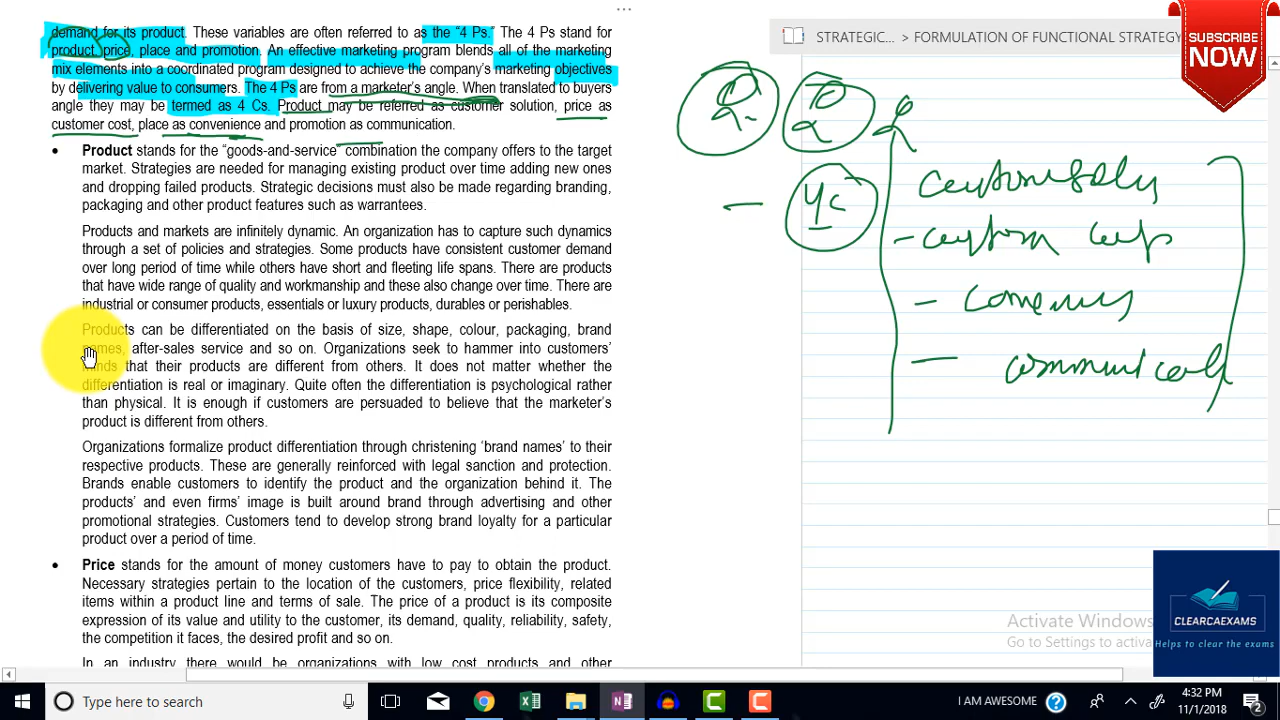 demand for its product. These variables are often referred to as the “4 Ps.” The 4 Ps stand for
product price, place and promotion. An effective marketing program blends all of the marketing
mix elements into a coordinated program designed to achieve the company's marketing objectives
by delivering value to consumers. The 4 Ps are from a marketer's angle. When translated to buyers
angle they may be termed as 4 Cs. Product may be referred as customer solution, price as
customer cost, place as convenience and promotion as communication.
• Product stands for the “goods-and-service” combination the company offers to the target
market. Strategies are needed for managing existing product over time adding new ones
and dropping failed products. Strategic decisions must also be made regarding branding,
packaging and other product features such as warrantees.
Products and markets are infinitely dynamic. An organization has to capture such dynamics
through a set of policies and strategies. Some products have consistent customer demand
over long period of time while others have short and fleeting life spans. There are products
that have wide range of quality and workmanship and these also change over time. There are
industrial or consumer products, essentials or luxury products, durables or perishables.
Products can be differentiated on the basis of size, shape, colour, packaging, brand
names, after-sales service and so on. Organizations seek to hammer into customers'
minds that their products are different from others. It does not matter whether the
differentiation is real or imaginary. Quite often the differentiation is psychological rather
than physical. It is enough if customers are persuaded to believe that the marketer's
product is different from others.
Organizations formalize product differentiation through christening ‘brand names’ to their
respective products. These are generally reinforced with legal sanction and protection.
Brands enable customers to identify the product and the organization behind it. The
products' and even firms' image is built around brand through advertising and other
promotional strategies. Customers tend to develop strong brand loyalty for a particular
product over a period of time.
• Price stands for the amount of money customers have to pay to obtain the product.
Necessary strategies pertain to the location of the customers, price flexibility, related
items within a product line and terms of sale. The price of a product is its composite
expression of its value and utility to the customer, its demand, quality, reliability, safety,
the competition it faces, the desired profit and so on.
In an industry there would be organizations with low cost products and other
STRATEGIC... > FORMULATION OF FUNCTIONAL STRATEGY
SUBSCRIBE
NOW
4c
Activate Windows
Go to Settings to activa
CLEARCAEXAMS
Helps to clear the exams
Type here to search
I AM AWESOME
4:32 PM
11/1/2018
2